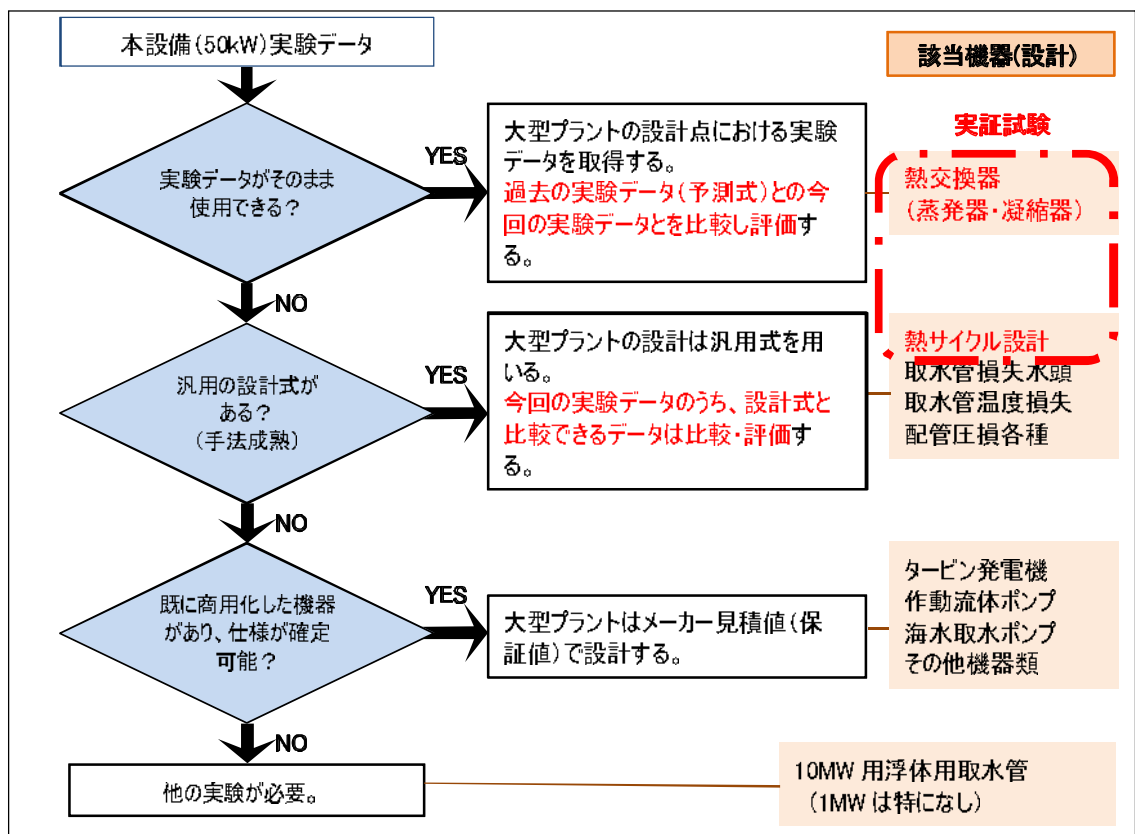 本設備(50kW)実験データ
該当機器(設計)
実験データがそのまま
使用できる？
YES
大型プラントの設計点における実験
データを取得する。
過去の実験データ(予測式)との今
回の実験データとを比較し評価す
る。
実証試験
熱交換器
(蒸発器・凝縮器)
NO
汎用の設計式が
ある？
(手法成熟)
YES
大型プラントの設計は汎用式を用
いる。
今回の実験データのうち、設計式と
比較できるデータは比較・評価す
る。
熱サイクル設計
取水管損失水頭
取水管温度損失
配管圧損各種
NO
既に商用化した機器
があり、仕様が確定
可能？
YES
大型プラントはメーカー見積値(保
証値)で設計する。
タービン発電機
作動流体ポンプ
海水取水ポンプ
その他機器類
NO
他の実験が必要。
10MW 用浮体用取水管
(1MW は特になし)